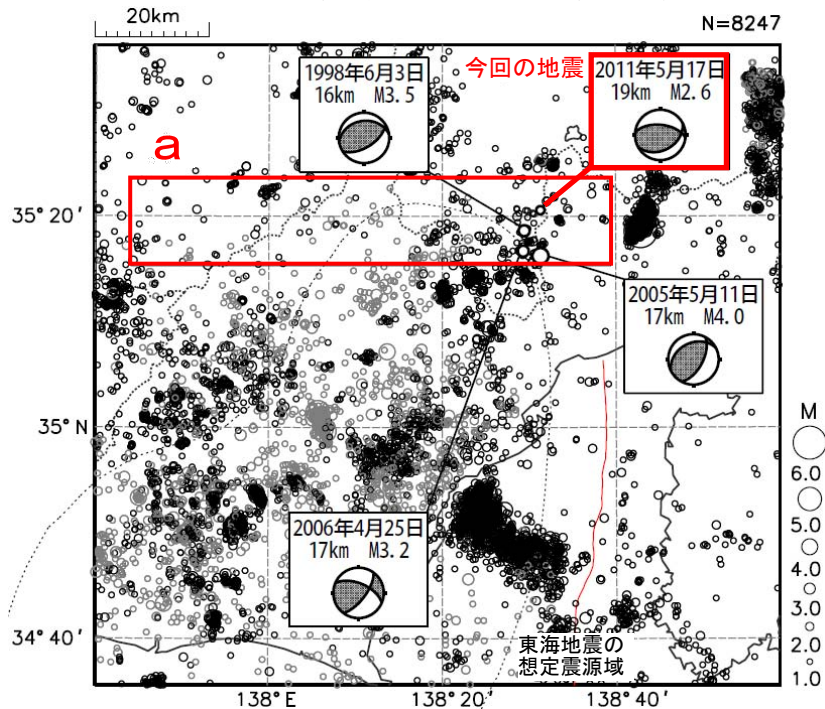 20km
N=8247
1998年6月3日
16km M3.5
今回の地震
2011年5月17日
19km M2.6
a
35°20'
2005年5月11日
17km M4.0
35°N
M
6.0
5.0
4.0
3.0
2.0
1.0
2006年4月25日
17km M3.2
34°40'
東海地震の
想定震源域
138°E
138°20'
138°40'